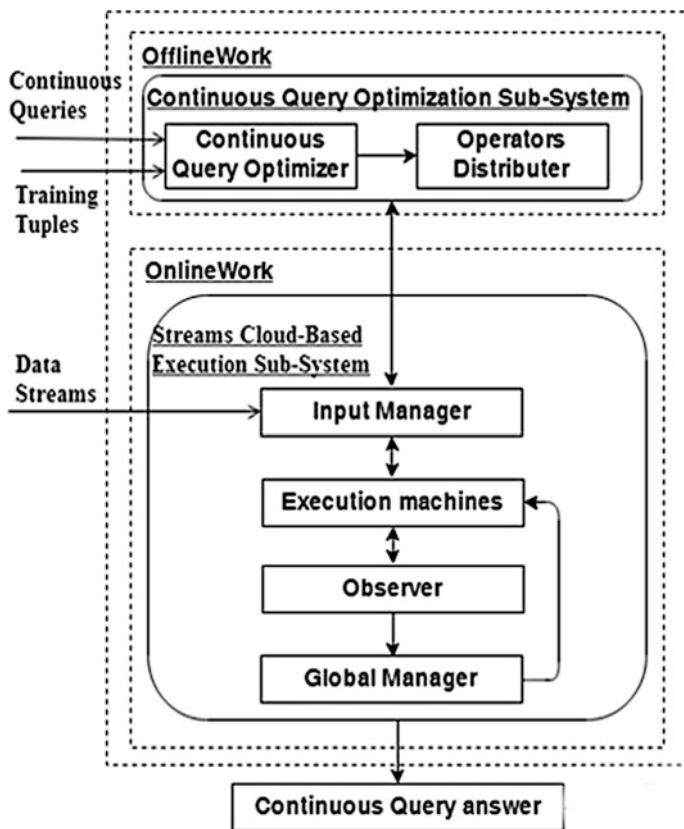 OfflineWork
Continuous
Queries
Continuous Query Optimization Sub-System
Continuous
Query Optimizer
Operators
Distributer
Training
Tuples
OnlineWork
Streams Cloud-Based
Execution Sub-System
Data
Streams
Input Manager
Execution machines
Observer
Global Manager
Continuous Query answer